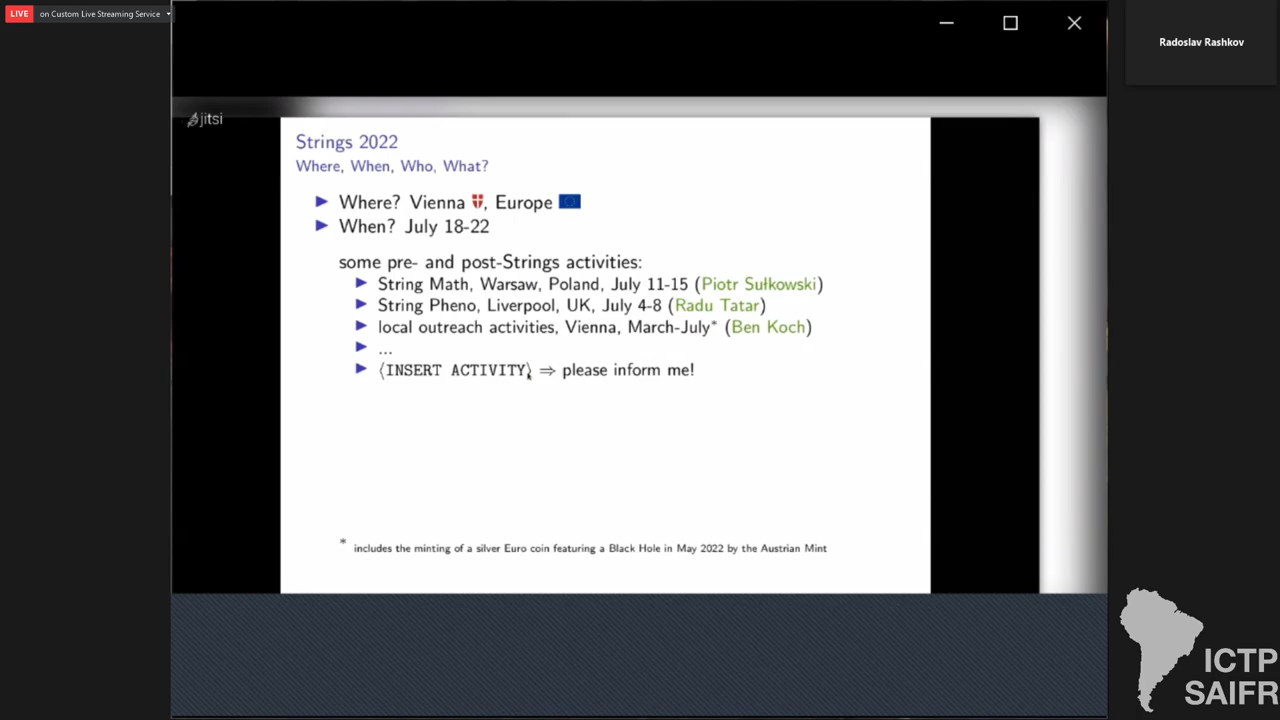 LIVE on Custom Live Streaming Service
Radoslav Rashkov
jitsi
Strings 2022
Where, When, Who, What?
Where? Vienna, Europe
When? July 18-22
some pre- and post-Strings activities:
String Math, Warsaw, Poland, July 11-15 (Piotr Sułkowski)
String Pheno, Liverpool, UK, July 4-8 (Radu Tatar)
local outreach activities, Vienna, March-July* (Ben Koch)
...
⟨INSERT ACTIVITY⟩ ⇒ please inform me!
* includes the minting of a silver Euro coin featuring a Black Hole in May 2022 by the Austrian Mint
ICTP
SAIFR